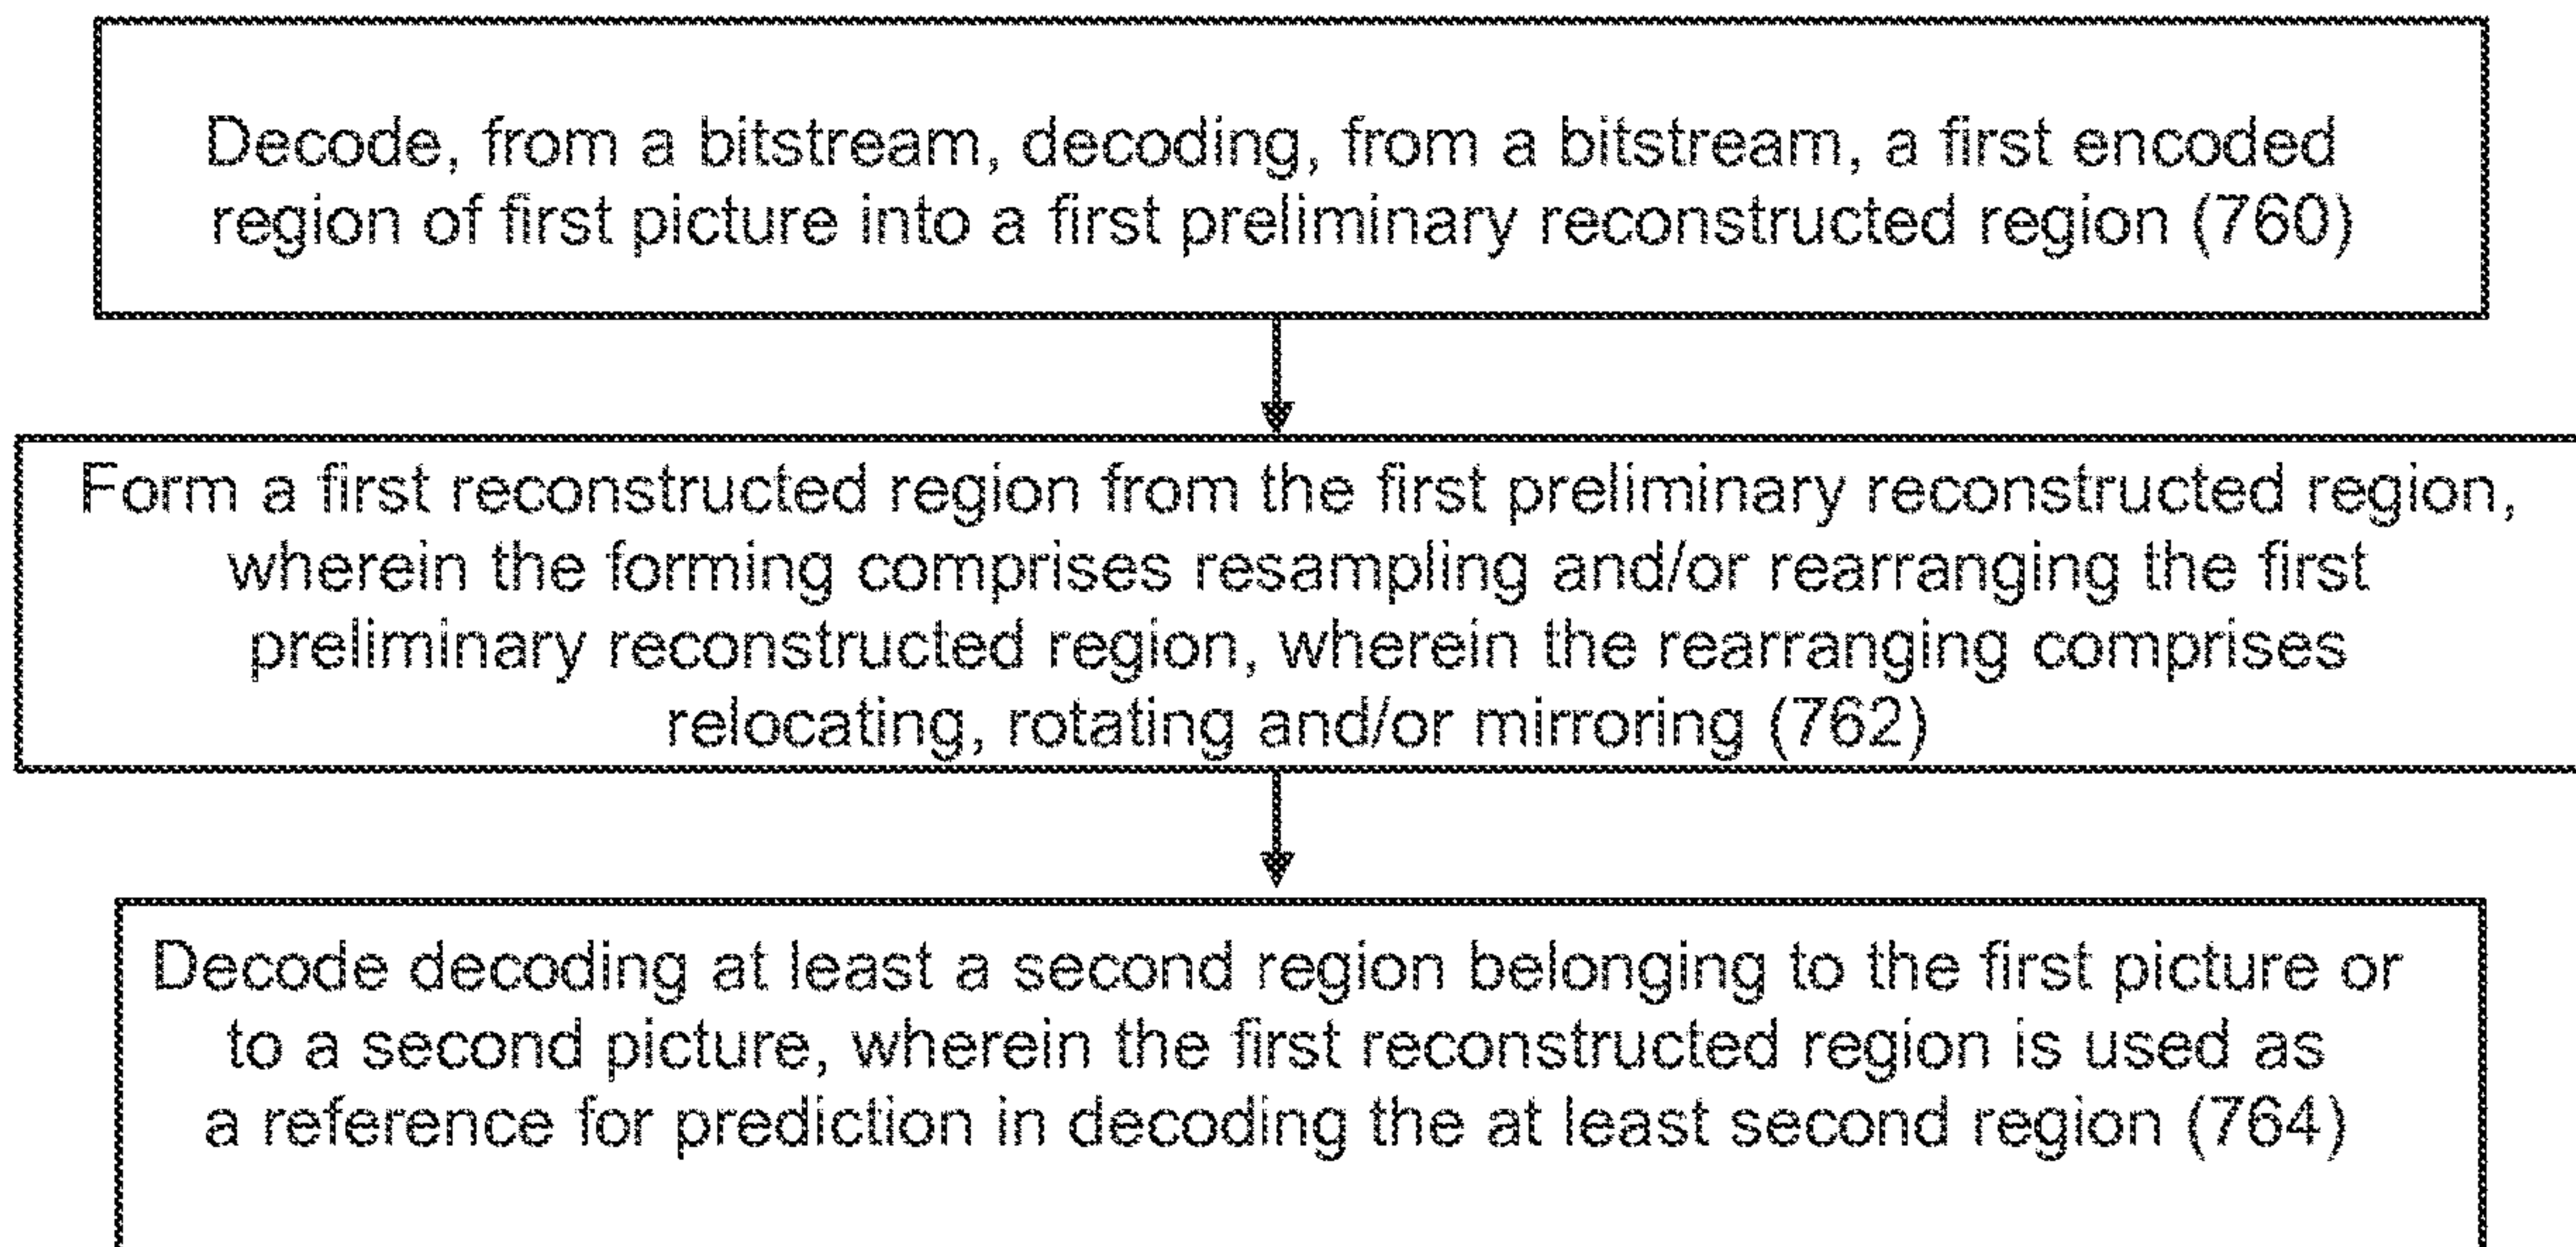 Decode, from a bitstream, decoding, from a bitstream, a first encoded
region of first picture into a first preliminary reconstructed region (760)
Form a first reconstructed region from the first preliminary reconstructed region,
wherein the forming comprises resampling and/or rearranging the first
preliminary reconstructed region, wherein the rearranging comprises
relocating, rotating and/or mirroring (762)
Decode decoding at least a second region belonging to the first picture or
to a second picture, wherein the first reconstructed region is used as
a reference for prediction in decoding the at least second region (764)